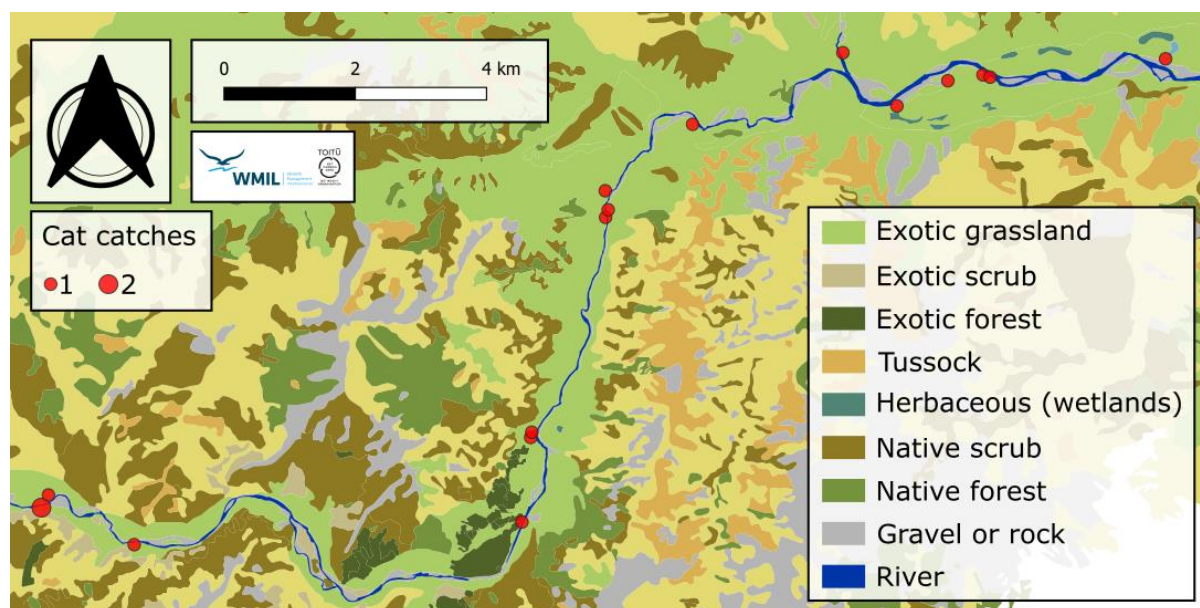 0 2 4 km
WMIL
TOITŪ
Cat catches
1 2
Exotic grassland
Exotic scrub
Exotic forest
Tussock
Herbaceous (wetlands)
Native scrub
Native forest
Gravel or rock
River